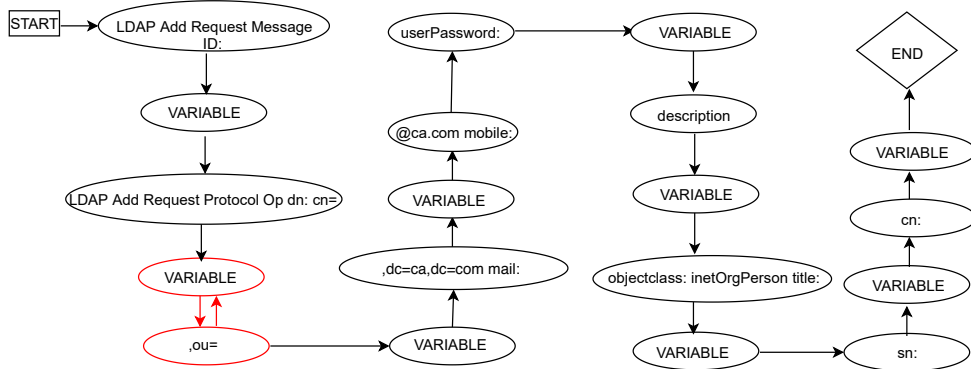 START
LDAP Add Request Message
ID:
VARIABLE
LDAP Add Request Protocol Op dn: cn=
VARIABLE
,ou=
VARIABLE
,dc=ca,dc=com mail:
VARIABLE
@ca.com mobile:
userPassword:
VARIABLE
description
VARIABLE
objectclass: inetOrgPerson title:
VARIABLE
sn:
VARIABLE
cn:
VARIABLE
END